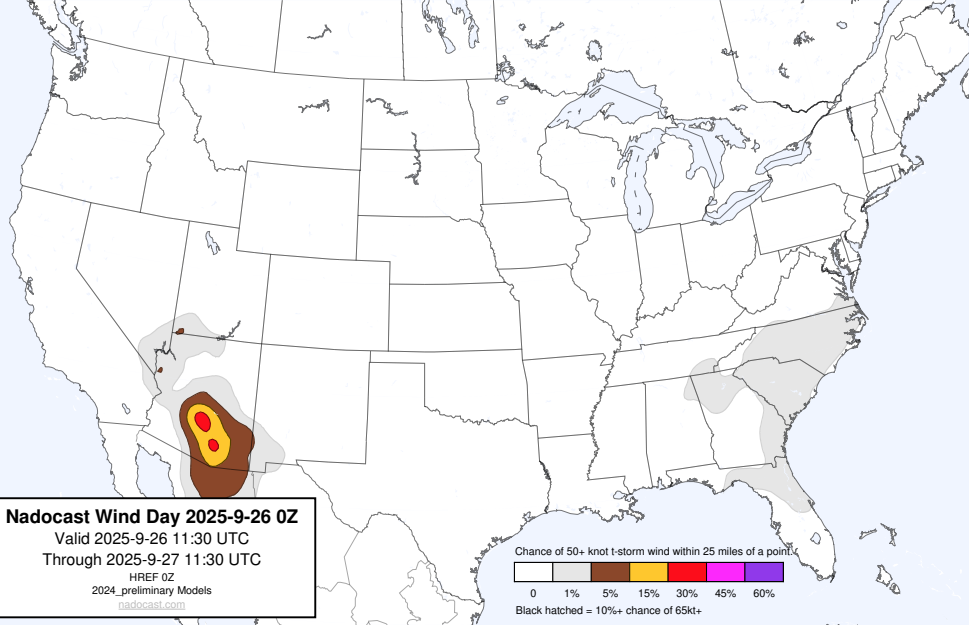 Nadocast Wind Day 2025-9-26 0Z
Valid 2025-9-26 11:30 UTC
Through 2025-9-27 11:30 UTC
HREF 0Z
2024_preliminary Models
nadocast.com
Chance of 50+ knot t-storm wind within 25 miles of a point.
0 1% 5% 15% 30% 45% 60%
Black hatched = 10%+ chance of 65kt+